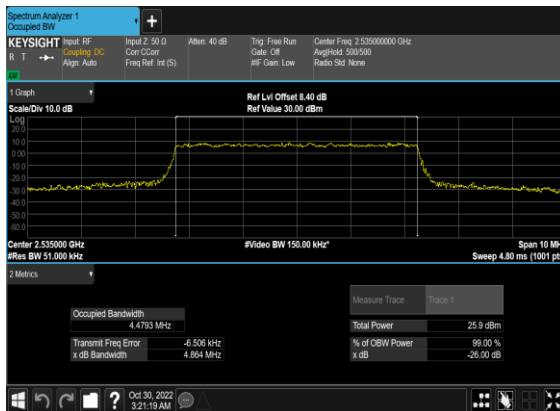 Spectrum Analyzer 1
Occupied BW
KEYSIGHT
R T
Input: RF
Coupling: DC
Align: Auto
Input Z: 50 Ω
Corr CCorr
Freq Ref: Int (S)
Atten: 40 dB
Trig: Free Run
Gate: Off
#IF Gain: Low
Center Freq: 2.535000000 GHz
Avg|Hold: 500/500
Radio Std: None
1 Graph
Scale/Div 10.0 dB
Ref Lvl Offset 8.40 dB
Ref Value 30.00 dBm
Log
20.0
10.0
0.00
-10.0
-20.0
-30.0
-40.0
-50.0
-60.0
Center 2.535000 GHz
#Video BW 150.00 kHz*
Span 10 MH
#Res BW 51.000 kHz
Sweep 4.80 ms (1001 pts
2 Metrics
Measure Trace
Trace 1
Occupied Bandwidth
4.4793 MHz
Total Power
25.9 dBm
Transmit Freq Error
-6.506 kHz
% of OBW Power
99.00 %
x dB Bandwidth
4.864 MHz
x dB
-26.00 dB
Oct 30, 2022
3:21:19 AM